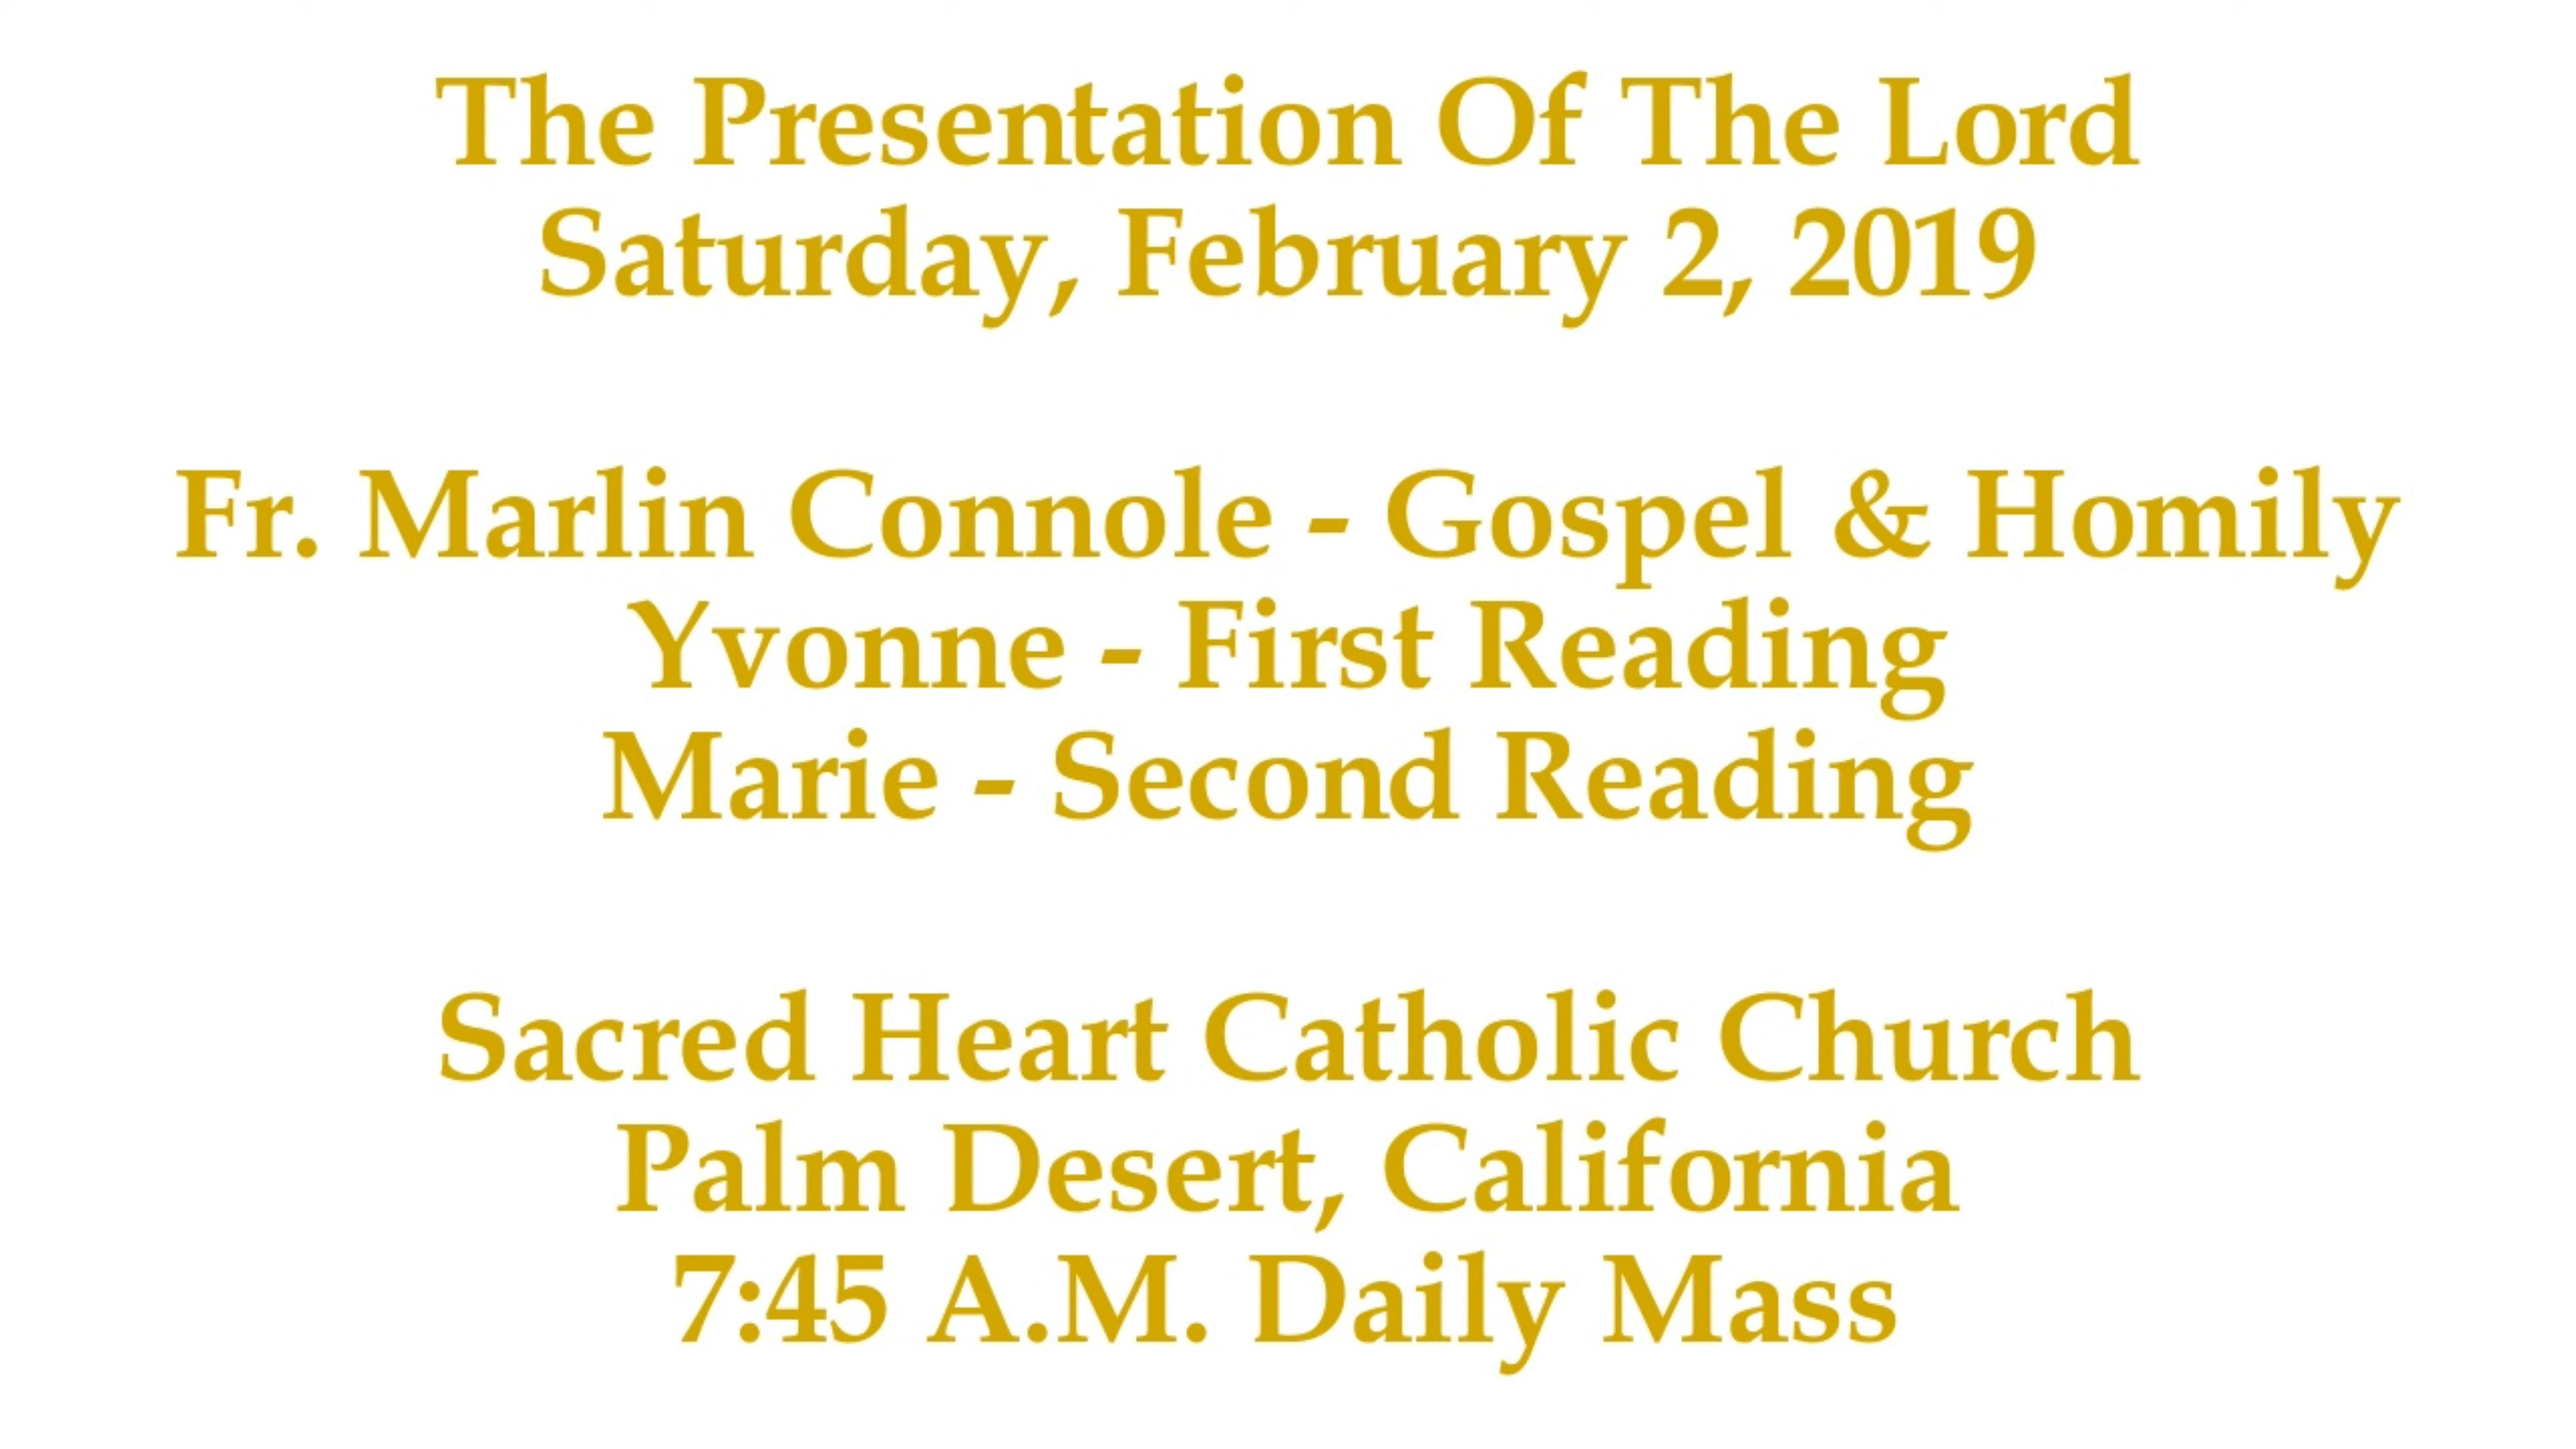 The Presentation Of The Lord
Saturday, February 2, 2019
Fr. Marlin Connole - Gospel & Homily
Yvonne - First Reading
Marie - Second Reading
Sacred Heart Catholic Church
Palm Desert, California
7:45 A.M. Daily Mass